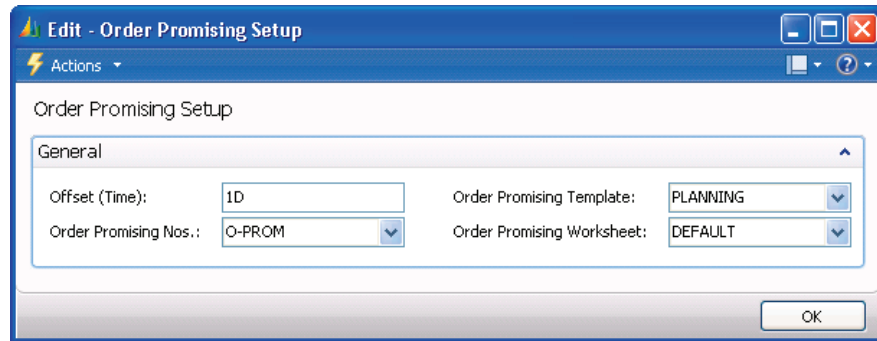 Edit - Order Promising Setup
Actions
Order Promising Setup
General
Offset (Time): 1D Order Promising Template: PLANNING
Order Promising Nos.: O-PROM Order Promising Worksheet: DEFAULT
OK